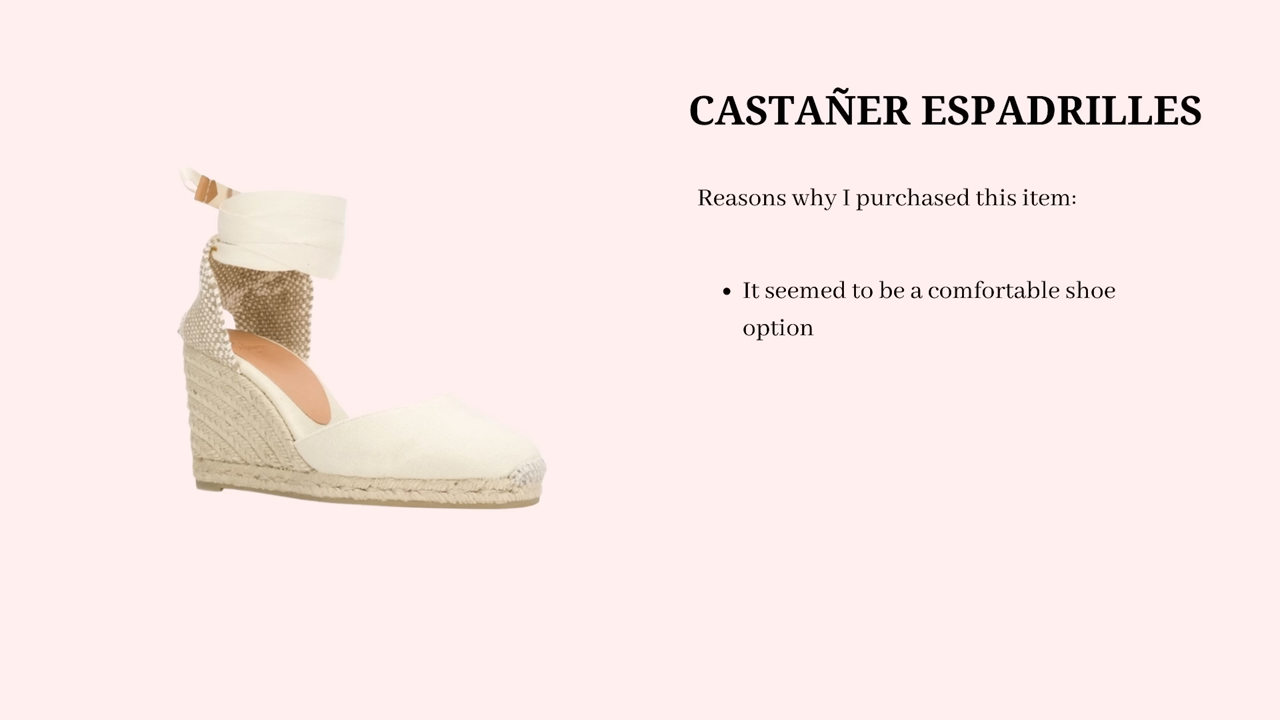 CASTAÑER ESPADRILLES
Reasons why I purchased this item:
• It seemed to be a comfortable shoe
option